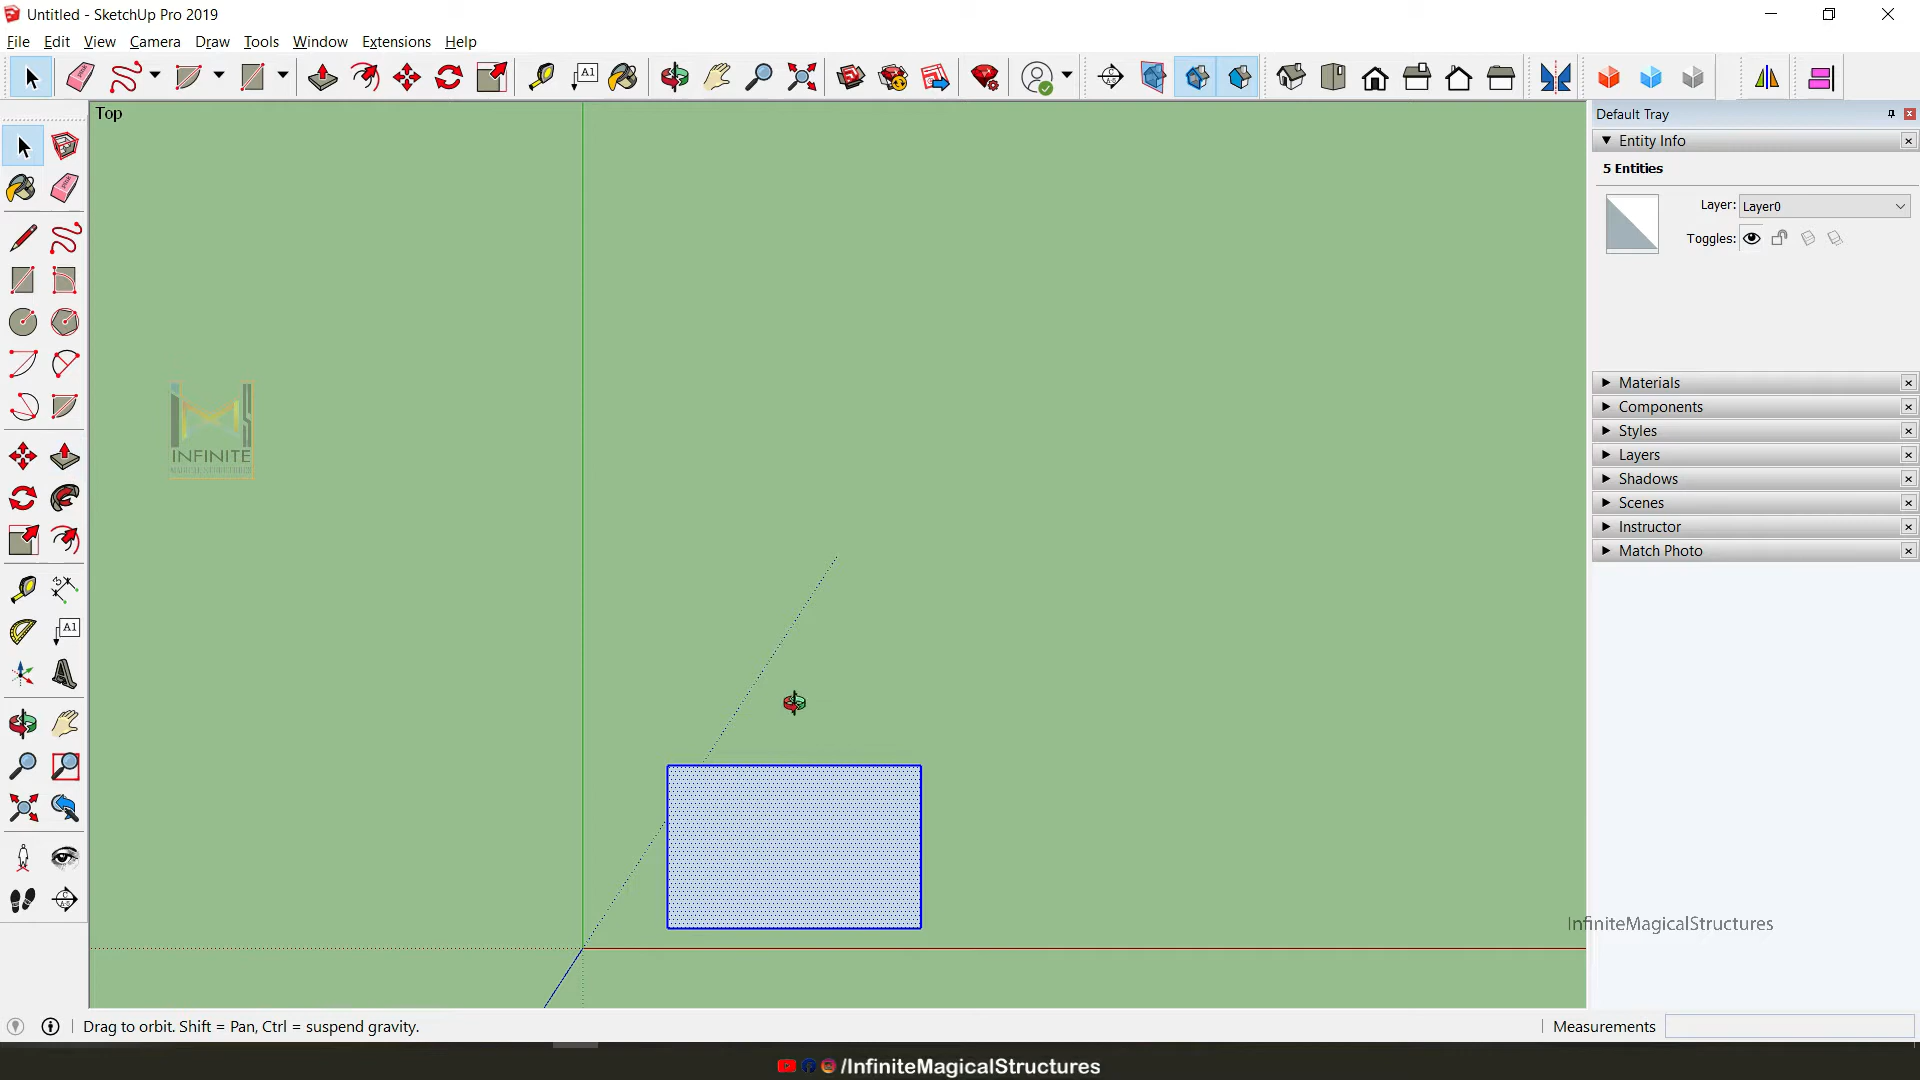 Untitled - SketchUp Pro 2019
File Edit View Camera Draw Tools Window Extensions Help
A1
Top
Default Tray
Entity Info
5 Entities
Layer: Layer0
Toggles:
Materials
Components
Styles
Layers
Shadows
Scenes
Instructor
Match Photo
INFINITE
A1
InfiniteMagicalStructures
Drag to orbit. Shift = Pan, Ctrl = suspend gravity.
Measurements
/InfiniteMagicalStructures